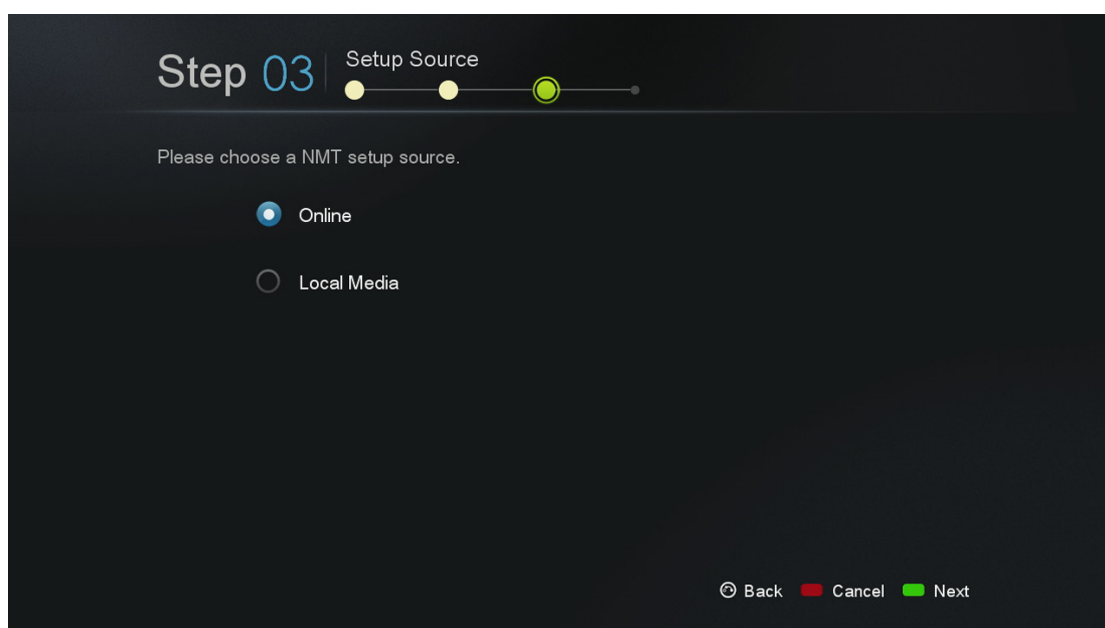 Step 03
Setup Source
Please choose a NMT setup source.
Online
Local Media
Back Cancel Next